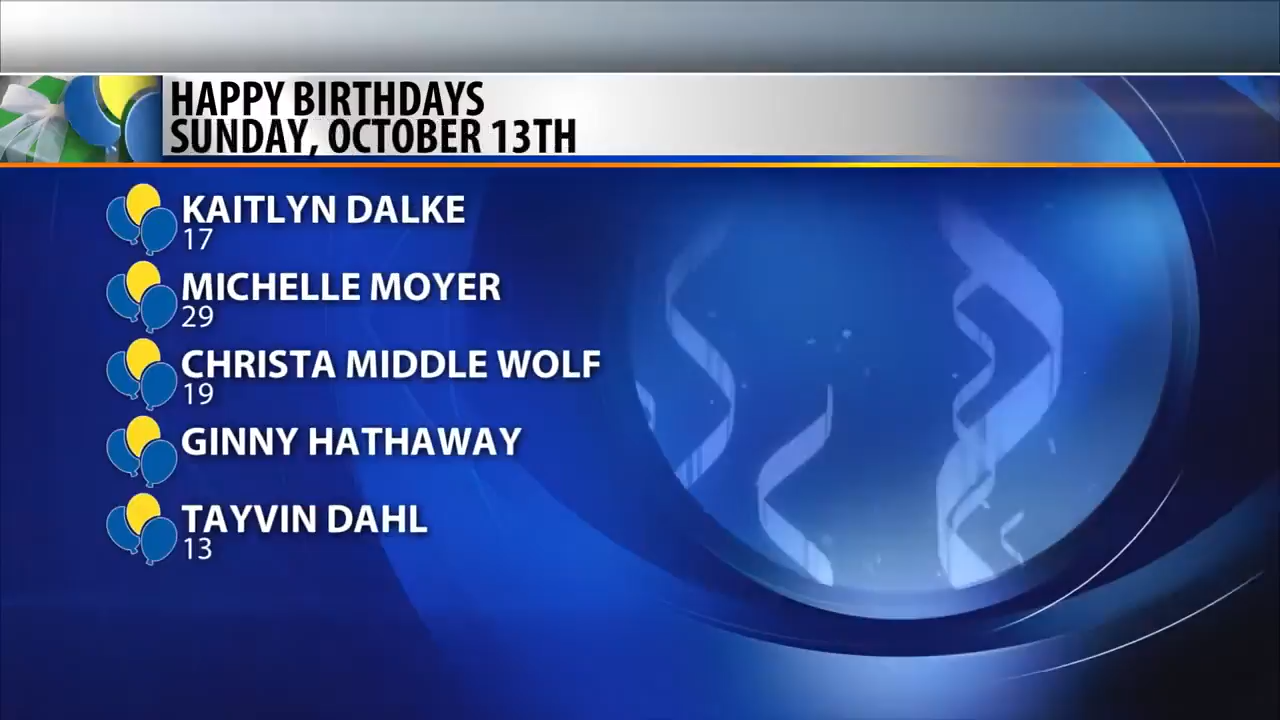 HAPPY BIRTHDAYS
SUNDAY, OCTOBER 13TH
KAITLYN DALKE
17
MICHELLE MOYER
29
CHRISTA MIDDLE WOLF
19
GINNY HATHAWAY
TAYVIN DAHL
13